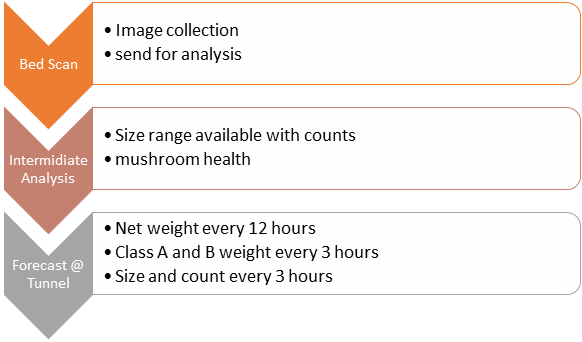 Bed Scan
• Image collection
• send for analysis
Intermidiate
Analysis
• Size range available with counts
• mushroom health
Forecast @
Tunnel
• Net weight every 12 hours
• Class A and B weight every 3 hours
• Size and count every 3 hours